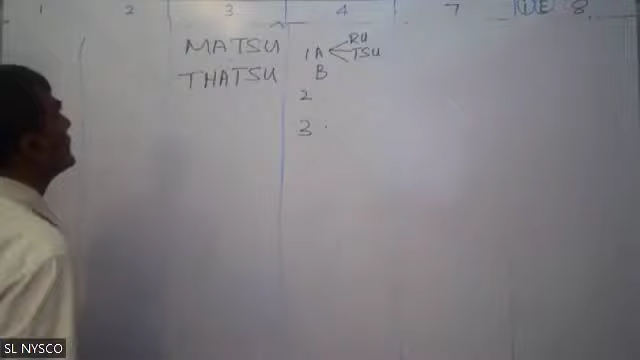 1 2 3. 4 7 8.
MATSU
THATSU
1 A < RU
TSU
B
2
3 .
SL NYSCO